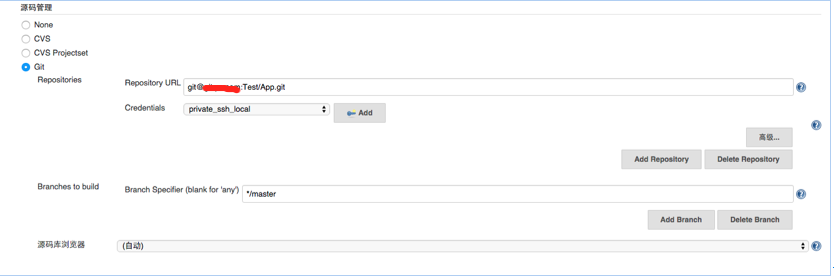 源码管理
None
CVS
CVS Projectset
Git
Repositories
Repository URL
git@ :Test/App.git
Credentials
private_ssh_local
Add
高级...
Add Repository
Delete Repository
Branches to build
Branch Specifier (blank for 'any')
*/master
Add Branch
Delete Branch
源码库浏览器
(自动)